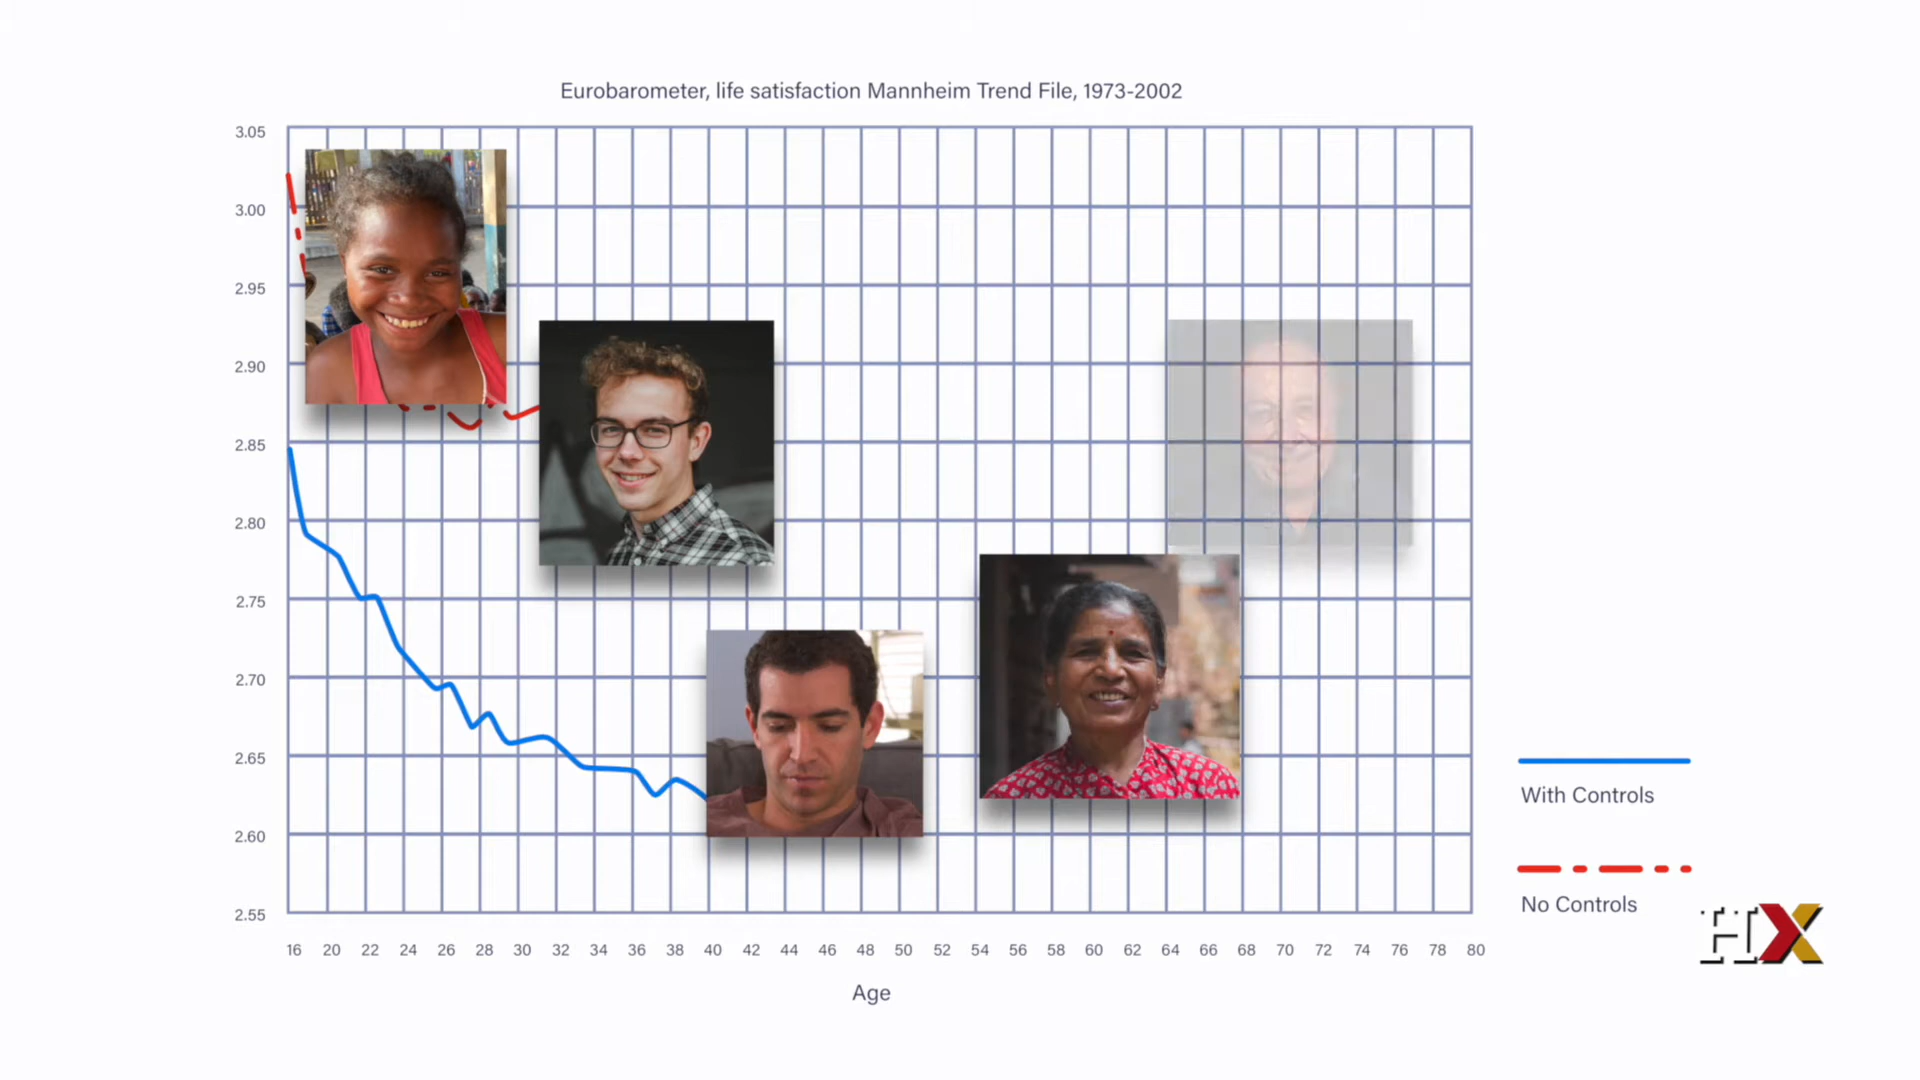 Eurobarometer, life satisfaction Mannheim Trend File, 1973-2002
3.05
3.00
2.95
2.90
2.85
2.80
2.75
2.70
2.65
2.60
2.55
16 20 22 24 26 28 30 32 34 36 38 40 42 44 46 48 50 52 54 56 58 60 62 64 66 68 70 72 74 76 78 80
Age
With Controls
No Controls
HX